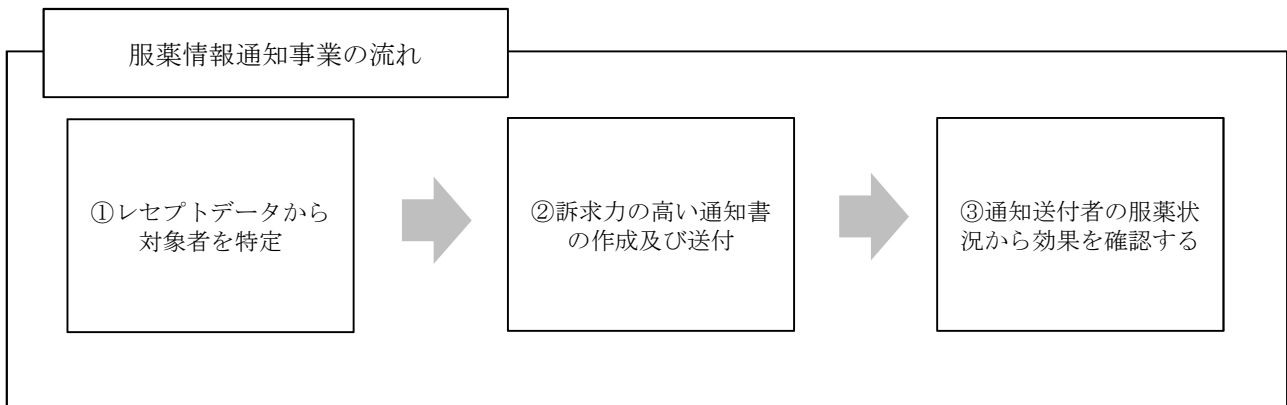 服薬情報通知事業の流れ
①レセプトデータから
対象者を特定
②訴求力の高い通知書
の作成及び送付
③通知送付者の服薬状
況から効果を確認する